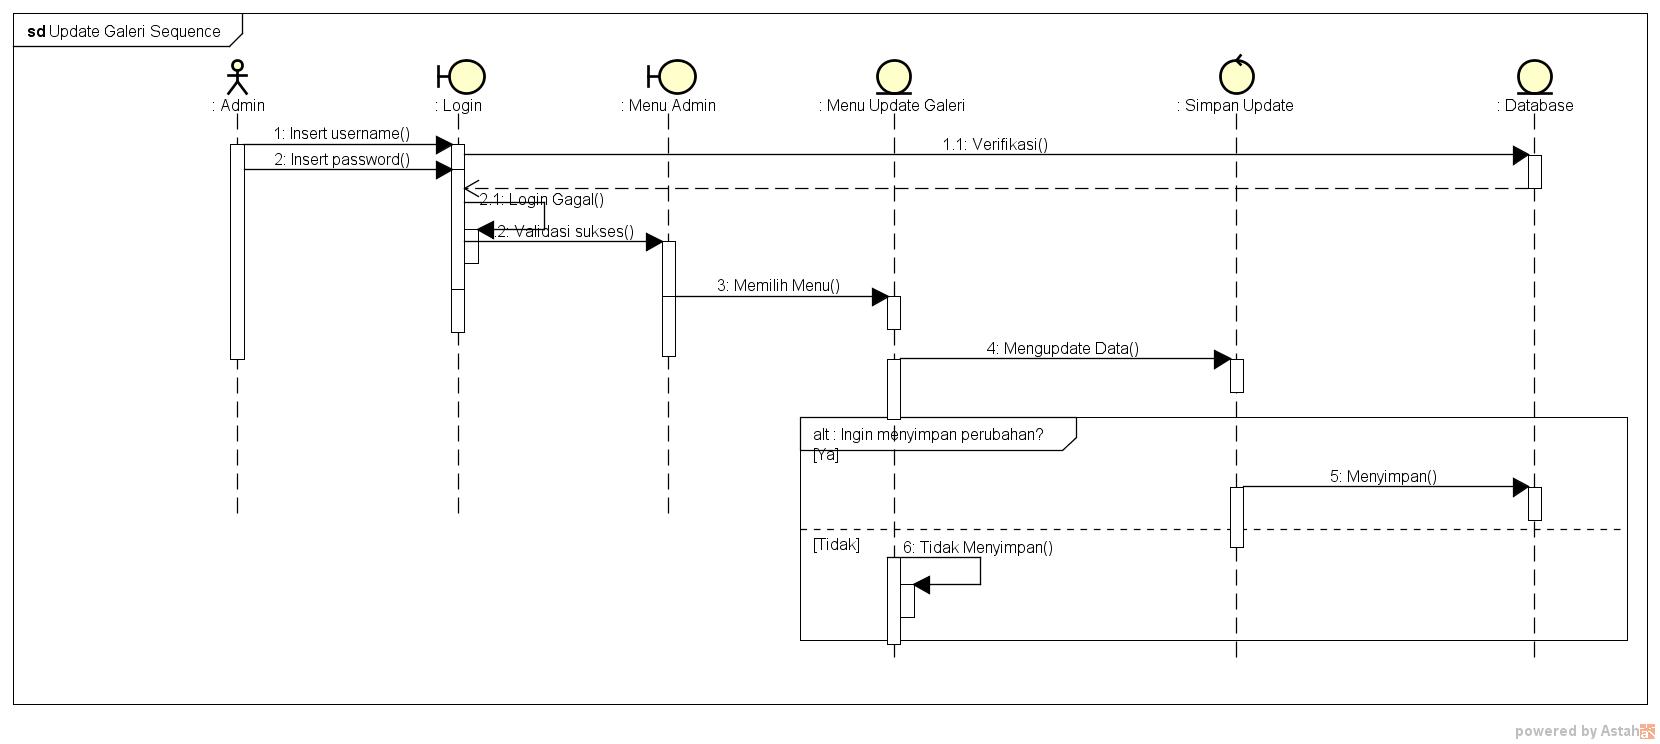 sd Update Galeri Sequence
: Admin
: Login
: Menu Admin
: Menu Update Galeri
: Simpan Update
: Database
1: Insert username()
1.1: Verifikasi()
2: Insert password()
2.1: Login Gagal()
.2: Validasi sukses()
3: Memilih Menu()
4: Mengupdate Data()
alt : Ingin menyimpan perubahan?
[Ya]
5: Menyimpan()
[Tidak]
6: Tidak Menyimpan()
powered by Astah